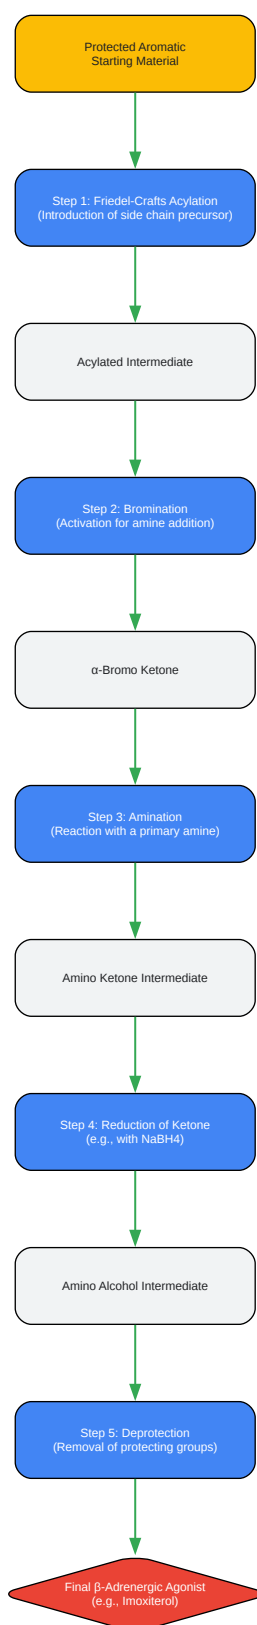 Protected Aromatic
Starting Material
Step 1: Friedel-Crafts Acylation
(Introduction of side chain precursor)
Acylated Intermediate
Step 2: Bromination
(Activation for amine addition)
α-Bromo Ketone
Step 3: Amination
(Reaction with a primary amine)
Amino Ketone Intermediate
Step 4: Reduction of Ketone
(e.g., with NaBH4)
Amino Alcohol Intermediate
Step 5: Deprotection
(Removal of protecting groups)
Final β-Adrenergic Agonist
(e.g., Imoxiterol)